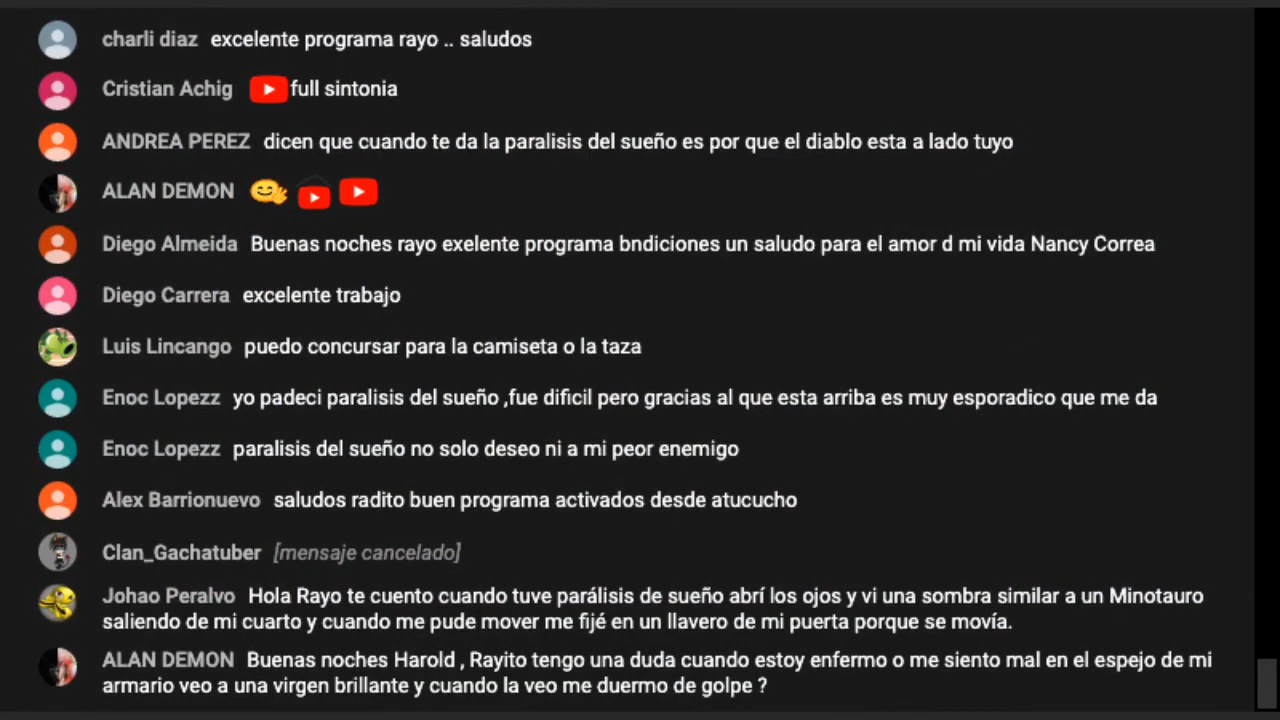 charli diaz excelente programa rayo .. saludos
Cristian Achig full sintonia
ANDREA PEREZ dicen que cuando te da la paralisis del sueño es por que el diablo esta a lado tuyo
ALAN DEMON
Diego Almeida Buenas noches rayo exelente programa bndiciones un saludo para el amor d mi vida Nancy Correa
Diego Carrera excelente trabajo
Luis Lincango puedo concursar para la camiseta o la taza
Enoc Lopezz yo padeci paralisis del sueño ,fue dificil pero gracias al que esta arriba es muy esporadico que me da
Enoc Lopezz paralisis del sueño no solo deseo ni a mi peor enemigo
Alex Barrionuevo saludos radito buen programa activados desde atucucho
Clan_Gachatuber [mensaje cancelado]
Johao Peralvo Hola Rayo te cuento cuando tuve parálisis de sueño abrí los ojos y vi una sombra similar a un Minotauro
saliendo de mi cuarto y cuando me pude mover me fijé en un llavero de mi puerta porque se movía.
ALAN DEMON Buenas noches Harold , Rayito tengo una duda cuando estoy enfermo o me siento mal en el espejo de mi
armario veo a una virgen brillante y cuando la veo me duermo de golpe ?